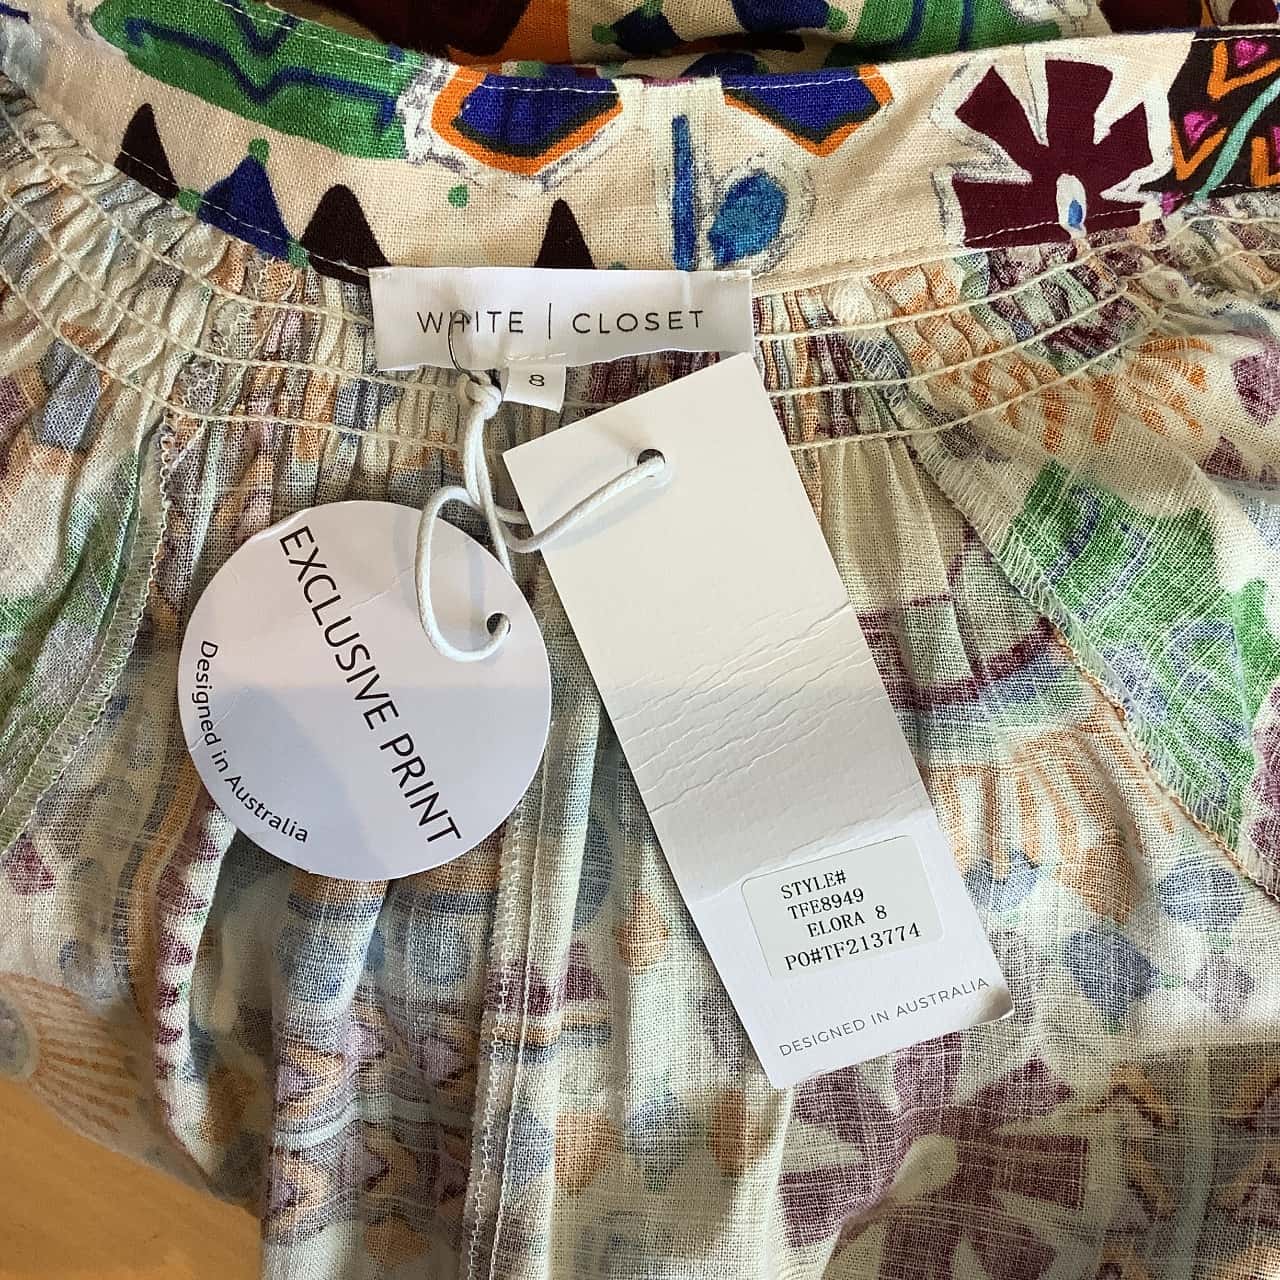 WHITE | CLOSET
8
EXCLUSIVE PRINT
Designed in Australia
STYLE#
TFE8949
ELORA 8
PO#TF213774
DESIGNED IN AUSTRALIA